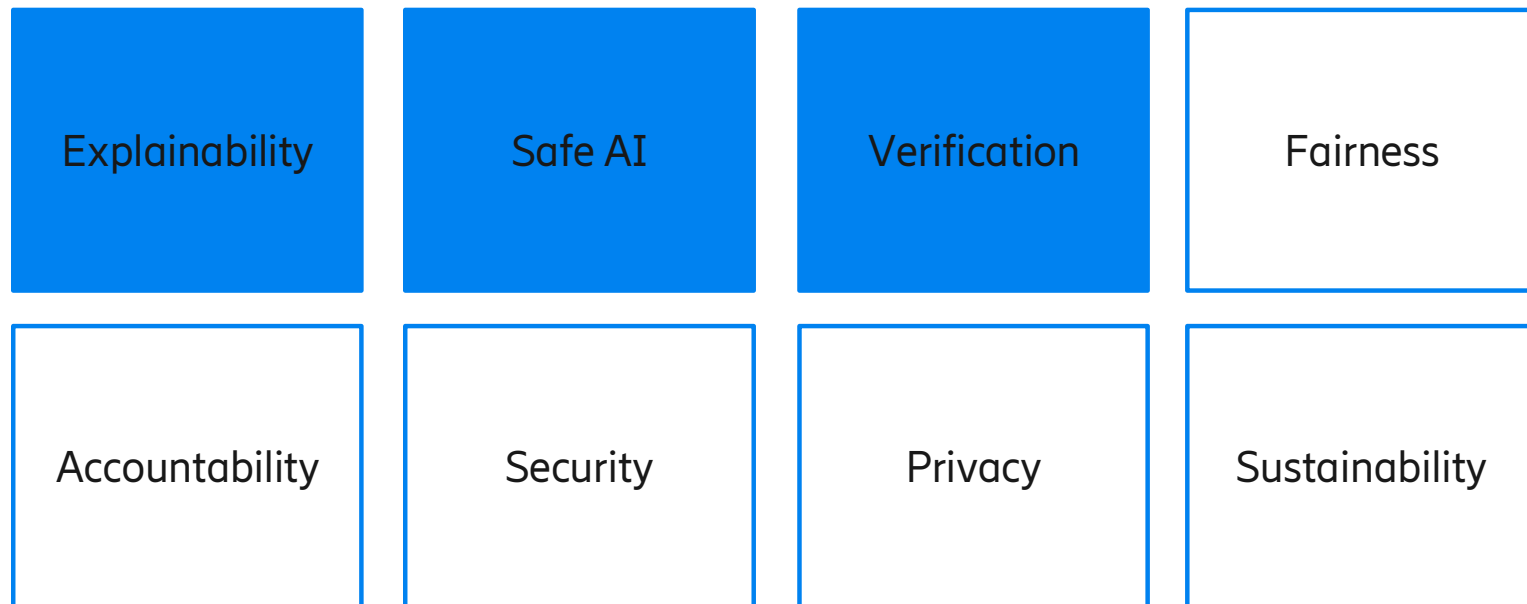 Explainability
Safe AI
Verification
Fairness
Accountability
Security
Privacy
Sustainability